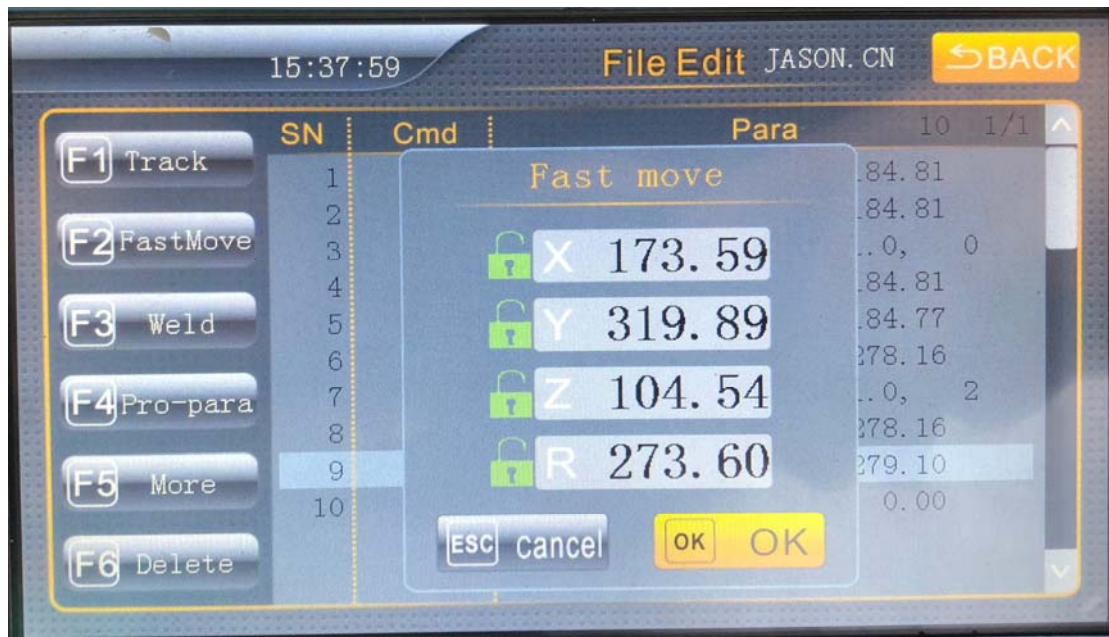 15:37:59 File Edit JASON.CN BACK
SN Cmd Para 10 1/1
F1 Track
F2 FastMove
F3 Weld
F4 Pro-para
F5 More
F6 Delete
1 .84.81
2 .84.81
3 .0, 0
4 .84.81
5 .84.77
6 278.16
7 .0, 2
8 278.16
9 279.10
10 0.00
Fast move
X 173.59
Y 319.89
Z 104.54
R 273.60
ESC cancel OK OK